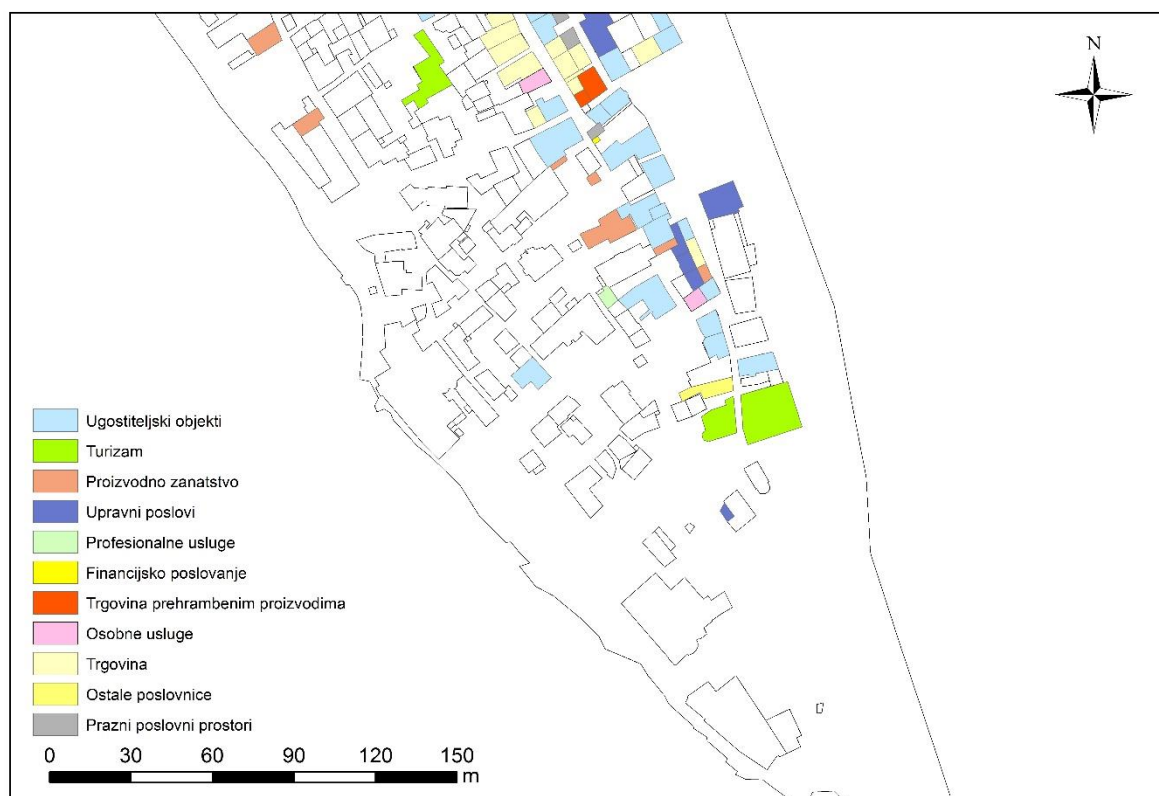 N
Ugostiteljski objekti
Turizam
Proizvodno zanatstvo
Upravni poslovi
Profesionalne usluge
Financijsko poslovanje
Trgovina prehrambenim proizvodima
Osobne usluge
Trgovina
Ostale poslovnice
Prazni poslovni prostori
0 30 60 90 120 150
m